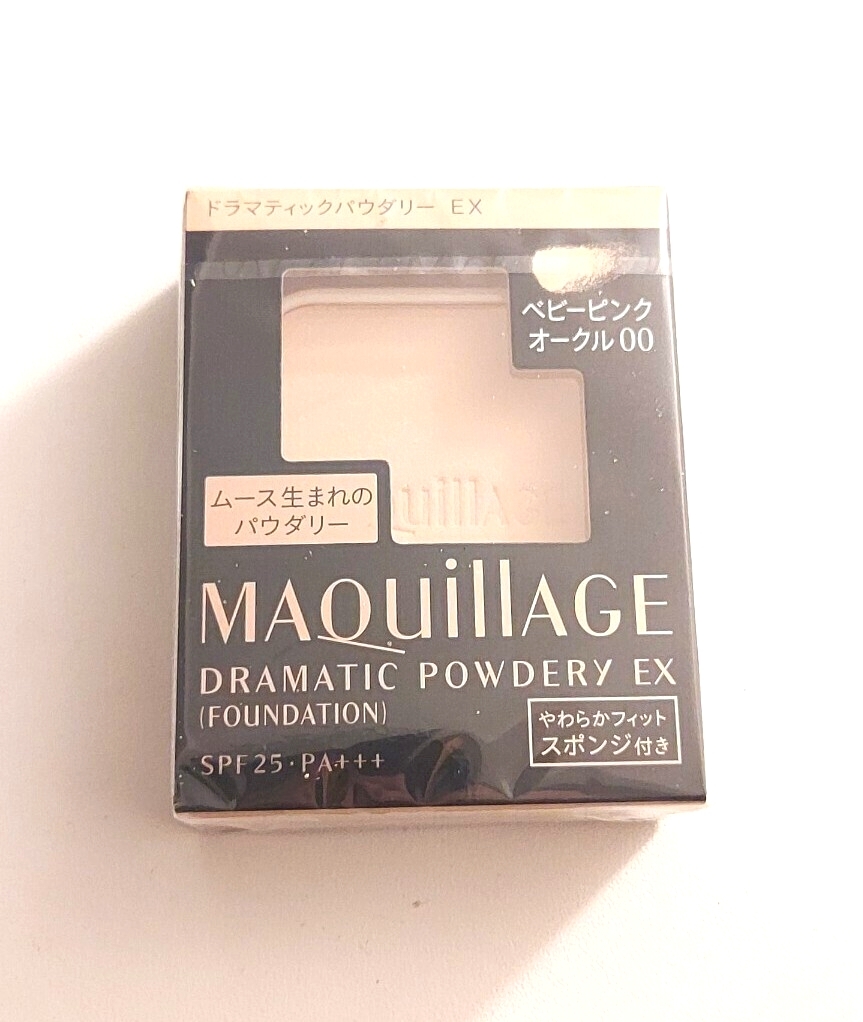 ドラマティックパウダリー EX
ベビーピンク
オークル 00
ムース生まれの
パウダリー
quillAGE
MAQuillAGE
DRAMATIC POWDERY EX
(FOUNDATION)
SPF25・PA+++
やわらかフィット
スポンジ付き